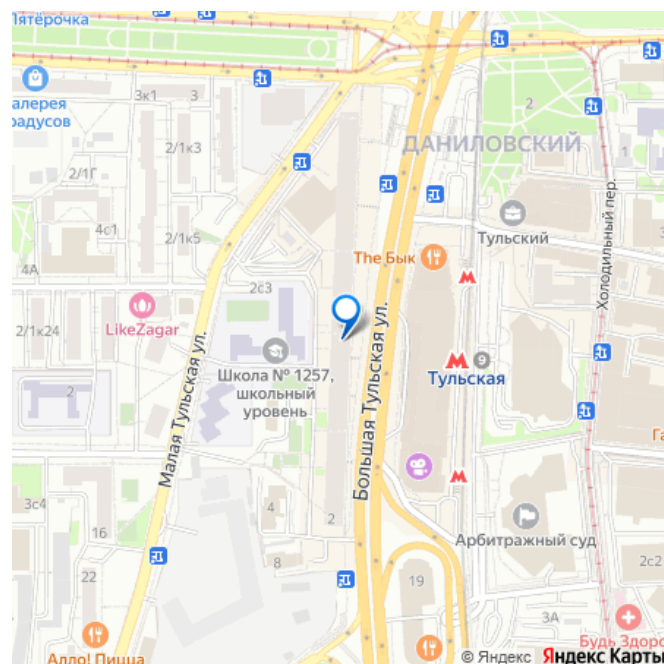 Пятёрочка
алерея
радусов
3к1
3
2/1к3
2/1Г
4с1
2/1к5
4А
2с3
LikeZagar
2/1к24
2
Малая Тульская ул.
Школа № 1257,
школьный
уровень
The Бык
Большая Тульская ул.
ДАНИЛОВСКИЙ
2
Тульский
Холодильный пер.
9
Тульская
Га
Арбитражный суд
2с2
3с4
16
22
4
8
2
19
3А
Будь Здоро
Алло! Пицца
© Яндекс Яндекс Карты